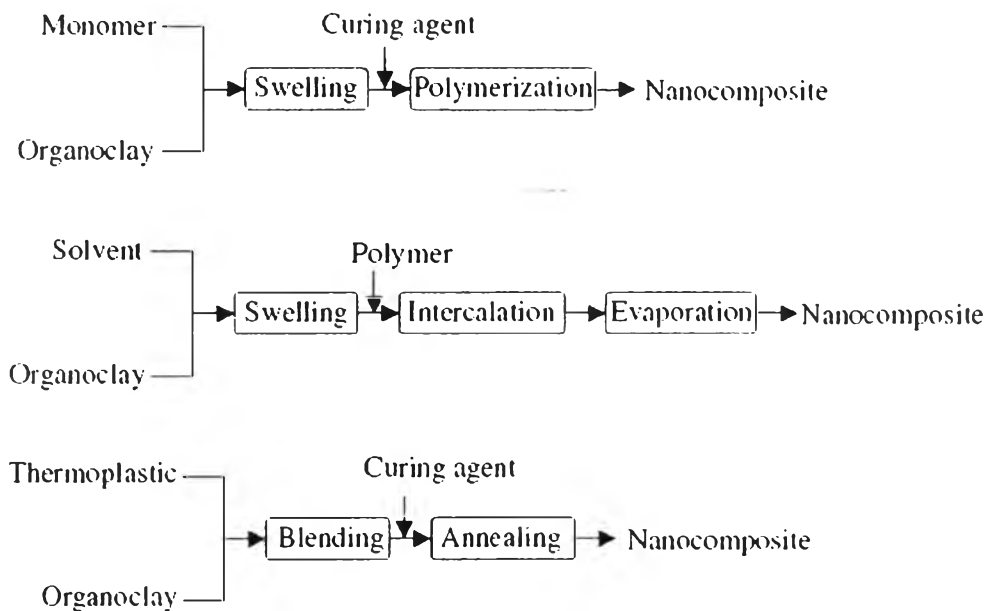 Monomer
Curing agent
Swelling
Polymerization
Nanocomposite
Organoclay
Solvent
Polymer
Swelling
Intercalation
Evaporation
Nanocomposite
Organoclay
Thermoplastic
Curing agent
Blending
Annealing
Nanocomposite
Organoclay